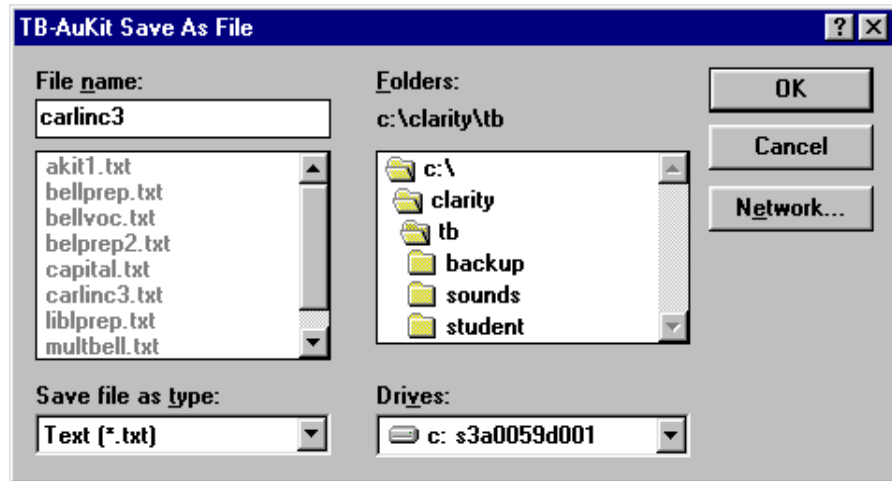 TB-AuKit Save As File
File name:
carlinc3
akit1.txt
bellprep.txt
bellvoc.txt
belprep2.txt
capital.txt
carlinc3.txt
liblprep.txt
multbell.txt
Save file as type:
Text (*.txt)
Folders:
c:\clarity\tb
c:\
clarity
tb
backup
sounds
student
Drives:
c: s3a0059d001
OK
Cancel
Network...